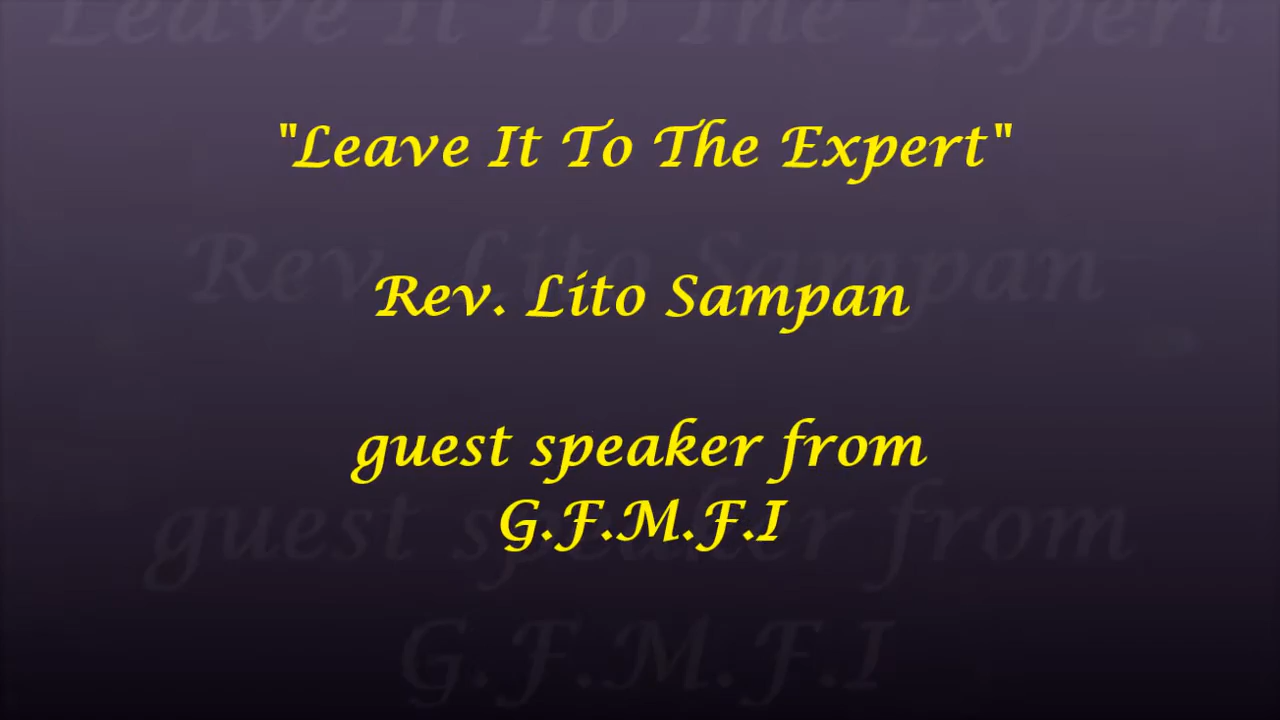 "Leave It To The Expert"
Rev. Lito Sampan
guest speaker from
G.F.M.F.I